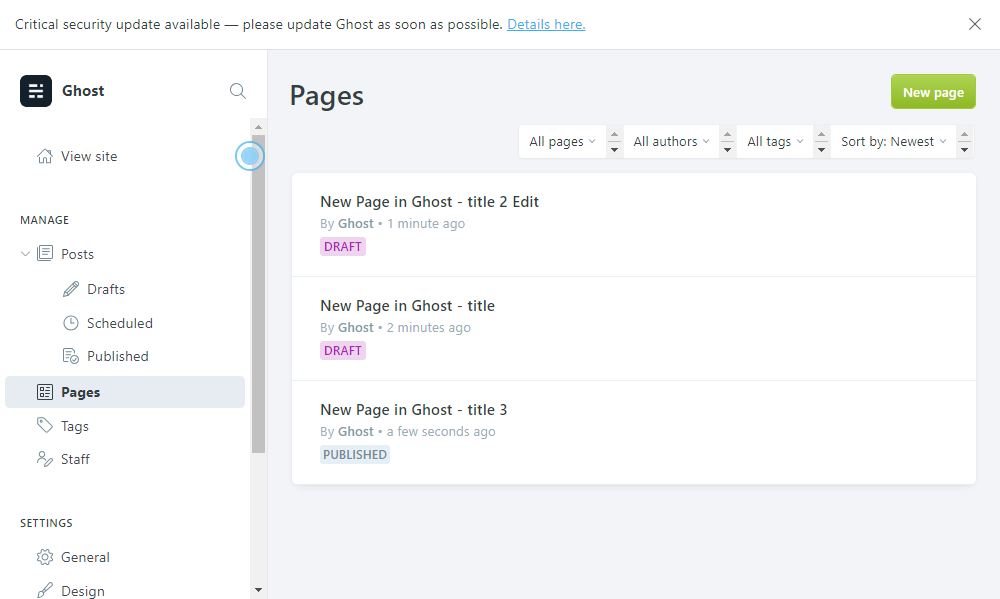 Critical security update available — please update Ghost as soon as possible. Details here.
Ghost
View site
MANAGE
Posts
Drafts
Scheduled
Published
Pages
Tags
Staff
SETTINGS
General
Design
Pages
New page
All pages
All authors
All tags
Sort by: Newest
New Page in Ghost - title 2 Edit
By Ghost • 1 minute ago
DRAFT
New Page in Ghost - title
By Ghost • 2 minutes ago
DRAFT
New Page in Ghost - title 3
By Ghost • a few seconds ago
PUBLISHED